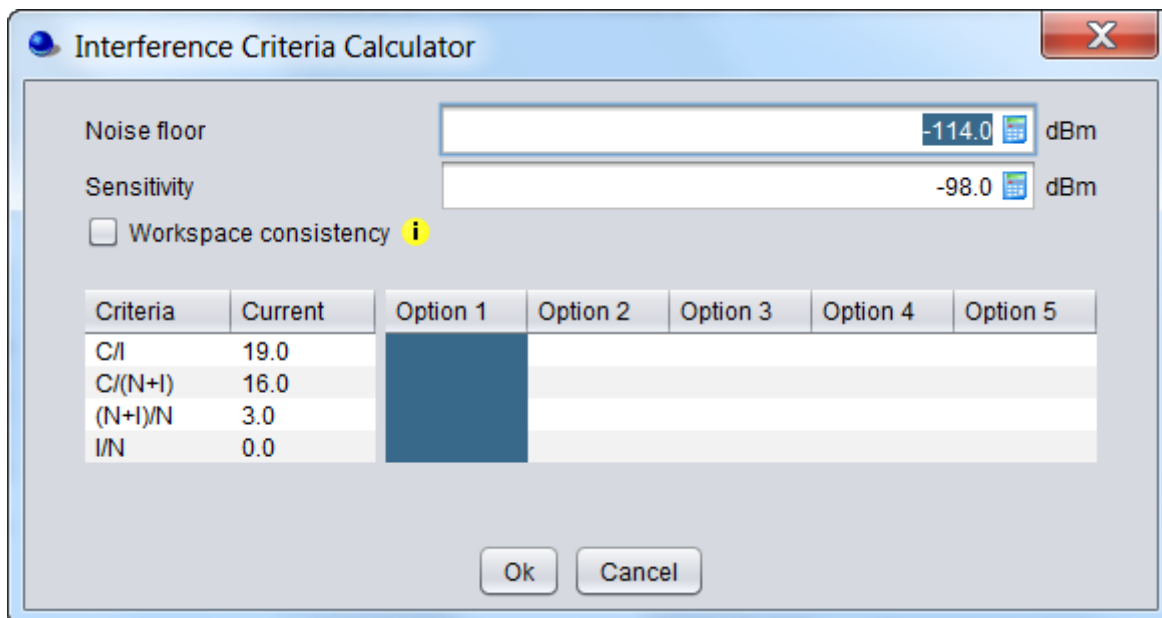 Interference Criteria Calculator
Noise floor -114.0 dBm
Sensitivity -98.0 dBm
Workspace consistency i
Criteria Current Option 1 Option 2 Option 3 Option 4 Option 5
C/I 19.0
C/(N+I) 16.0
(N+I)/N 3.0
I/N 0.0
Ok Cancel